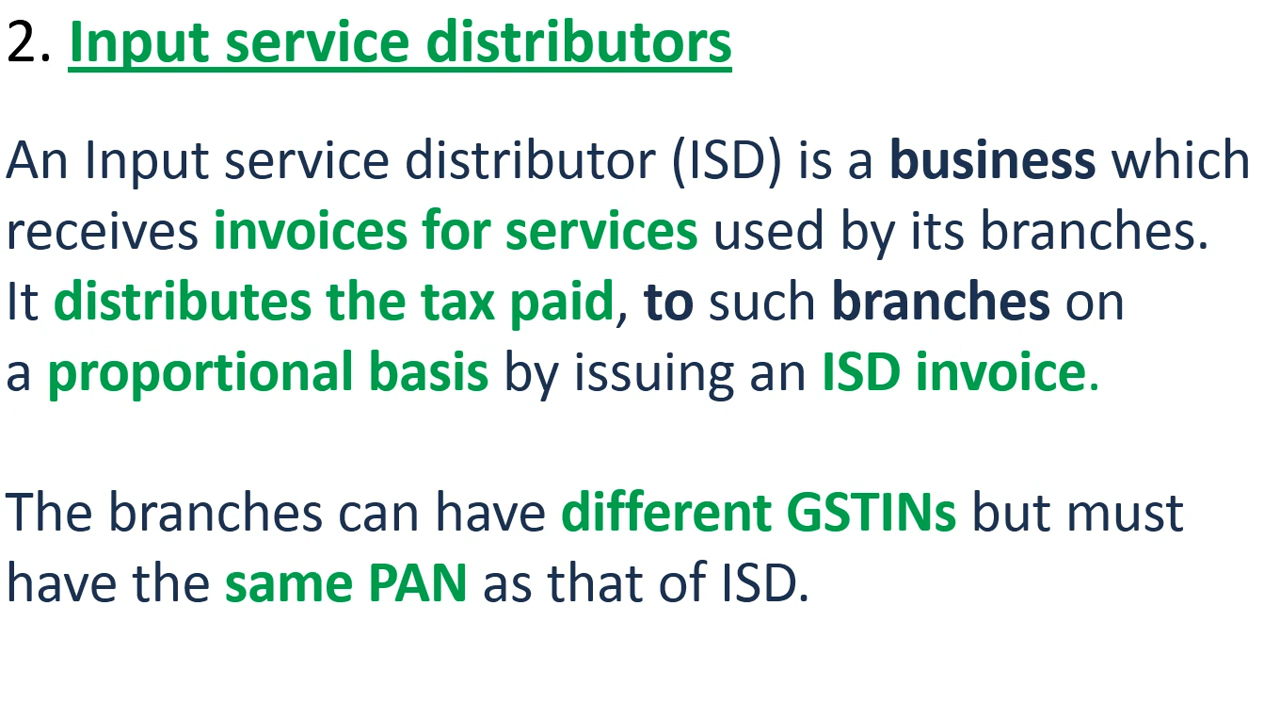 2. Input service distributors
An Input service distributor (ISD) is a business which
receives invoices for services used by its branches.
It distributes the tax paid, to such branches on
a proportional basis by issuing an ISD invoice.
The branches can have different GSTINs but must
have the same PAN as that of ISD.